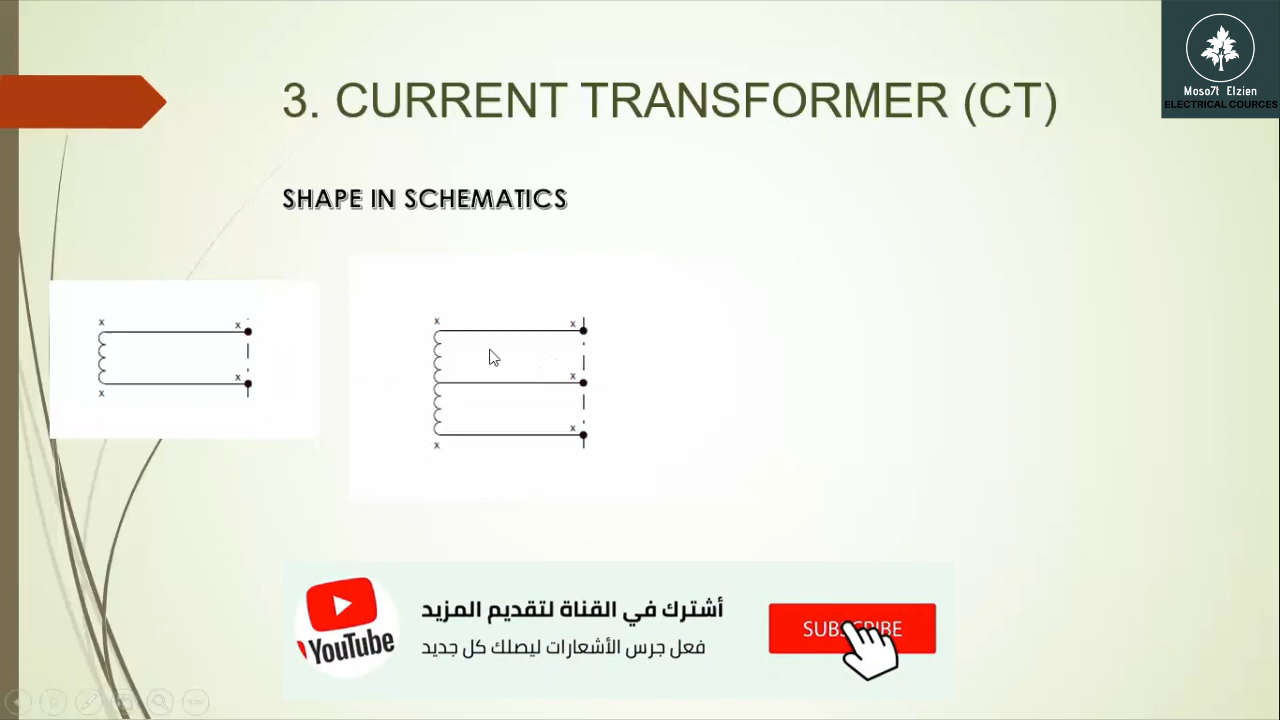 Moso7t Elzien
ELECTRICAL COURCES
3. CURRENT TRANSFORMER (CT)
SHAPE IN SCHEMATICS
x
x
x
x
x
x
x
x
x
أشترك في القناة لتقديم المزيد
YouTube
فعل جرس الأشعارات ليصلك كل جديد
SUBSCRIBE